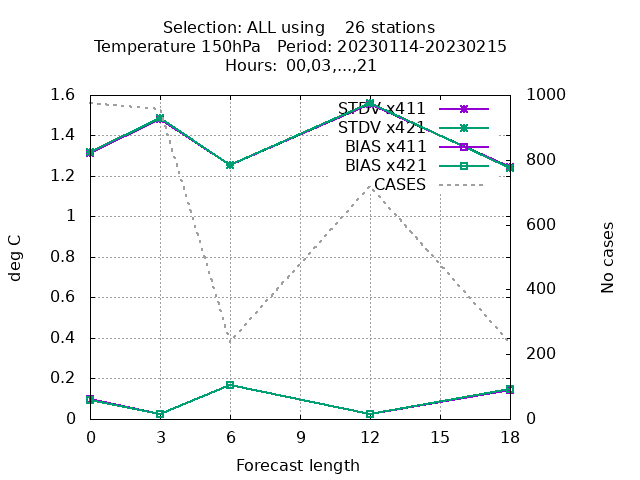 Selection: ALL using    26 stations
Temperature 150hPa   Period: 20230114-20230215
Hours: 00,03,...,21
STDV x411
STDV x421
BIAS x411
BIAS x421
CASES
1.6
1.4
1.2
1
0.8
0.6
0.4
0.2
0
1000
800
600
400
200
0
deg C
No cases
0 3 6 9 12 15 18
Forecast length